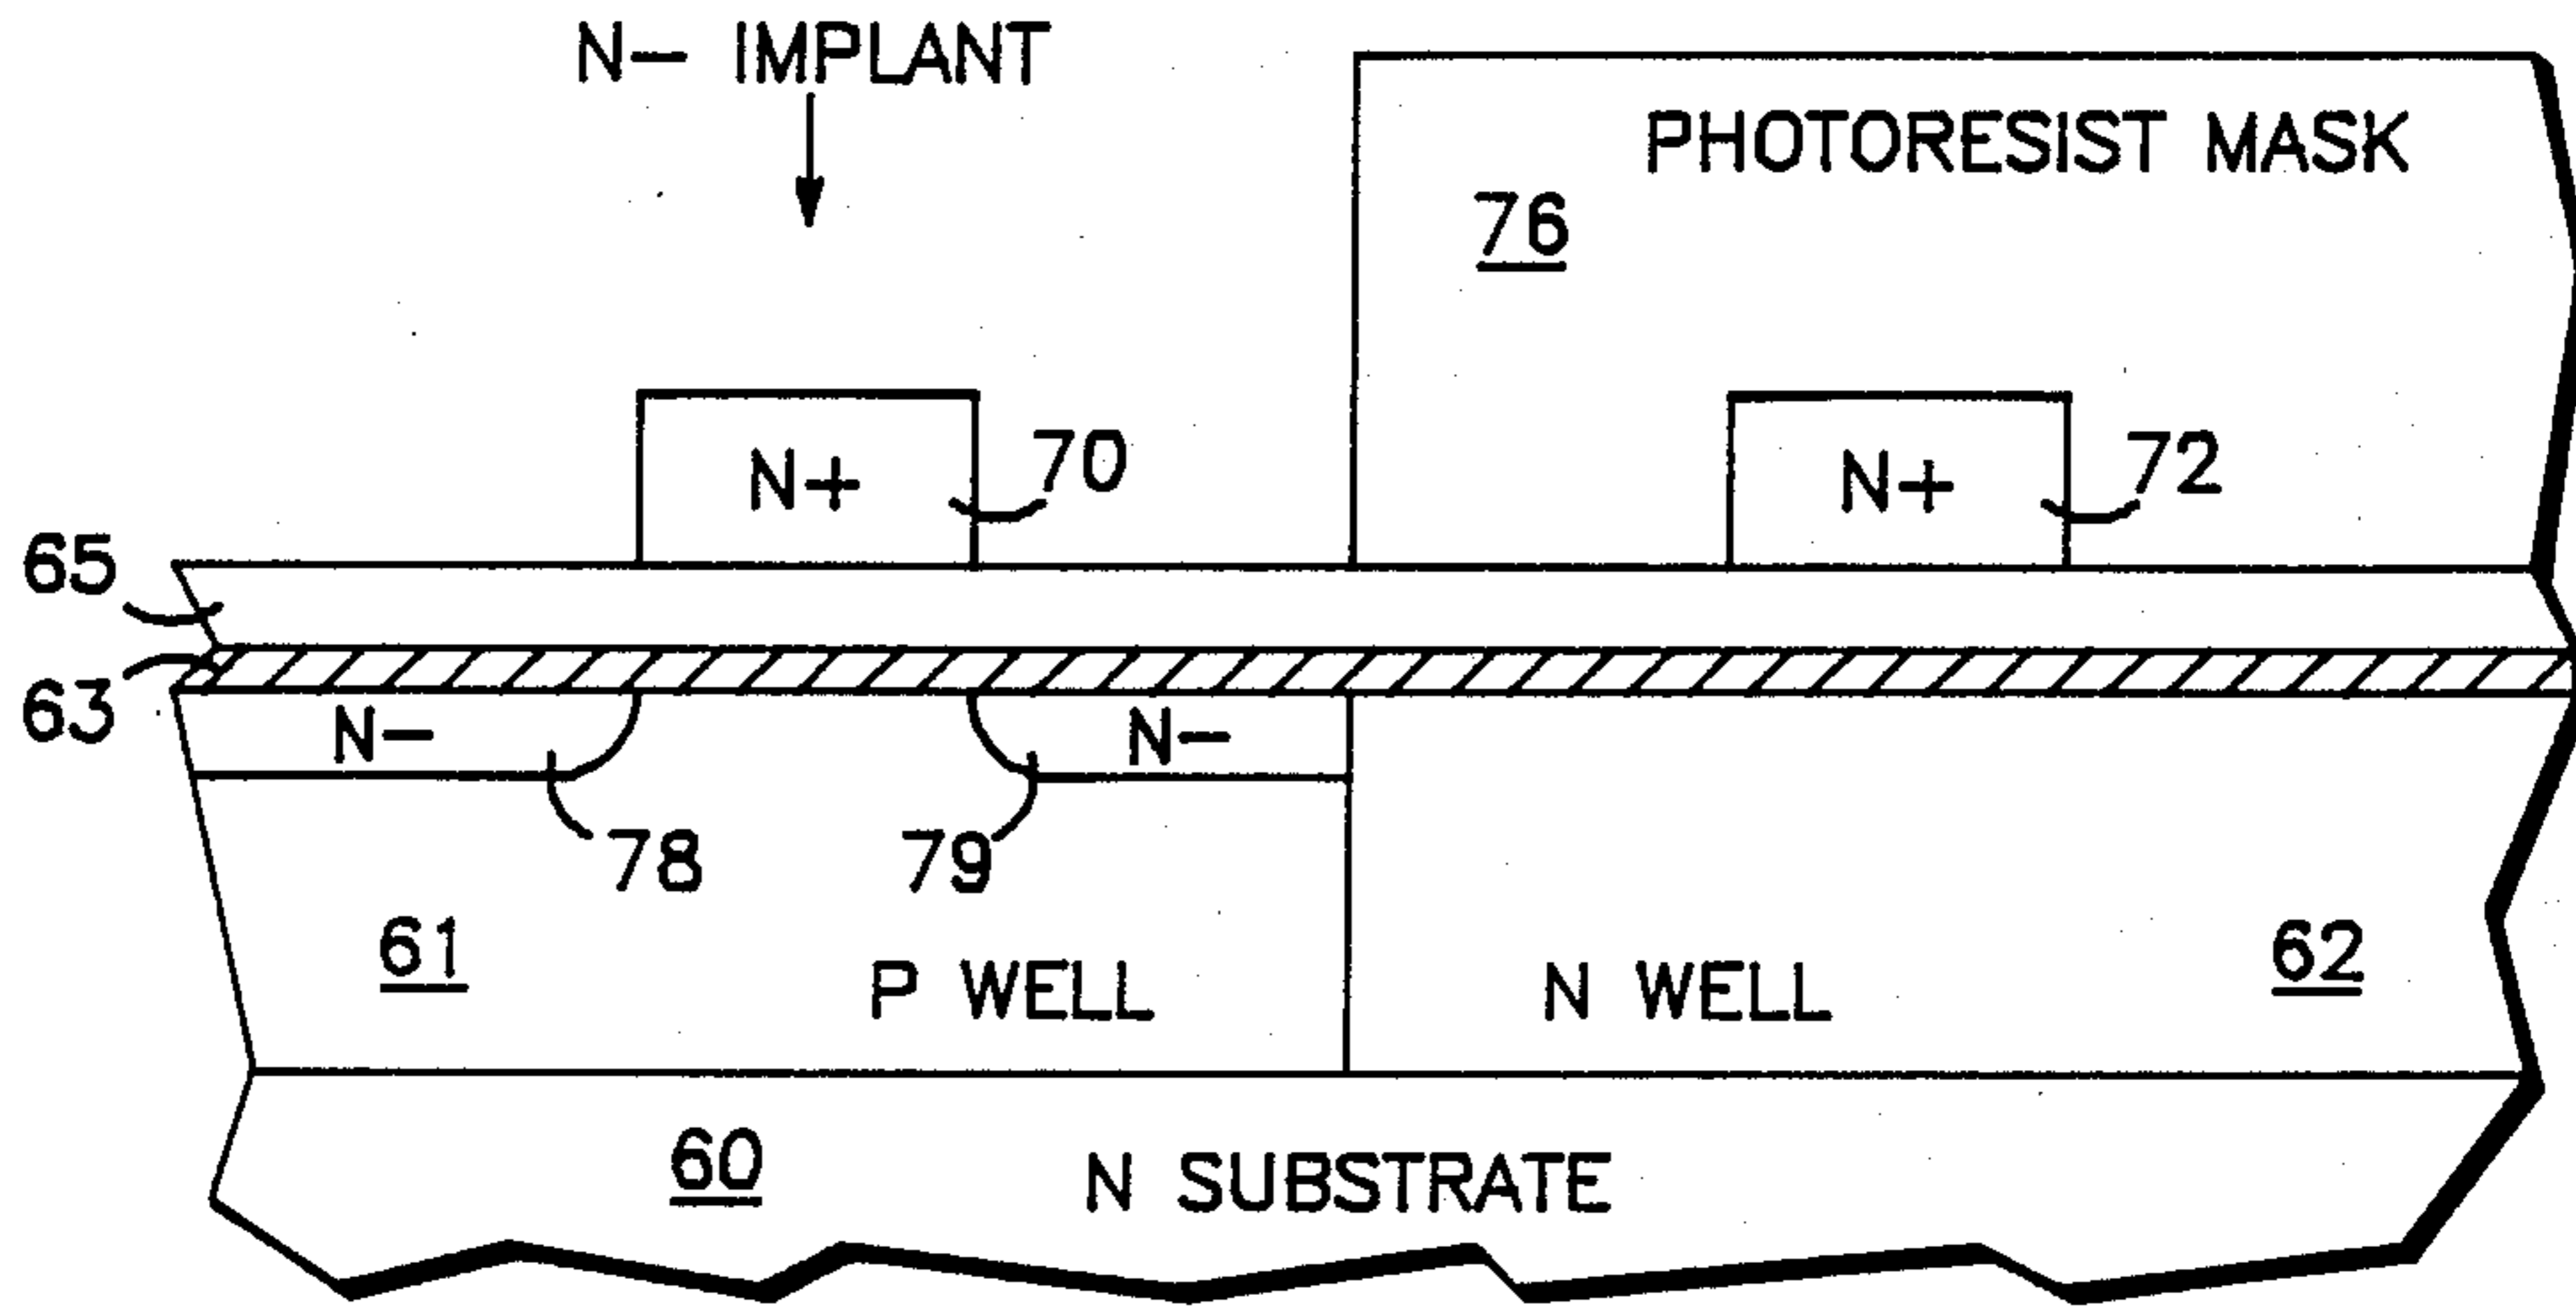 N- IMPLANT
PHOTORESIST MASK
76
N+
70
N+
72
65
63
N-
N-
78
79
61
P WELL
N WELL
62
60
N SUBSTRATE